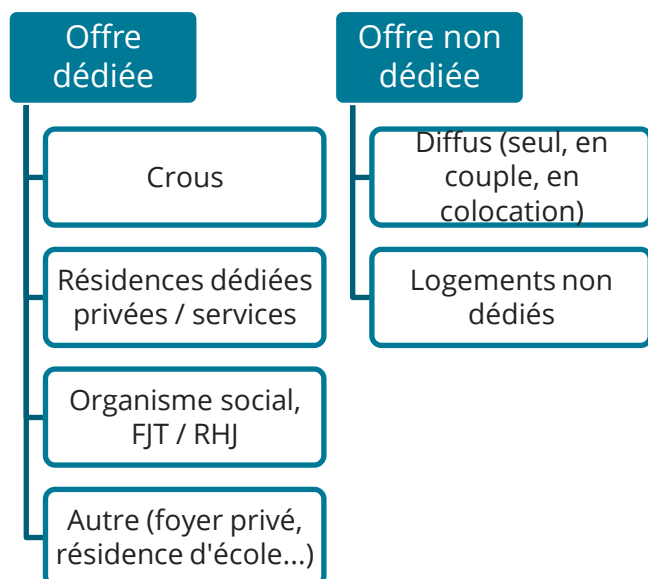 Offre
dédiée
Crous
Résidences dédiées
privées / services
Organisme social,
FJT / RHJ
Autre (foyer privé,
résidence d'école...)
Offre non
dédiée
Diffus (seul, en
couple, en
colocation)
Logements non
dédiés